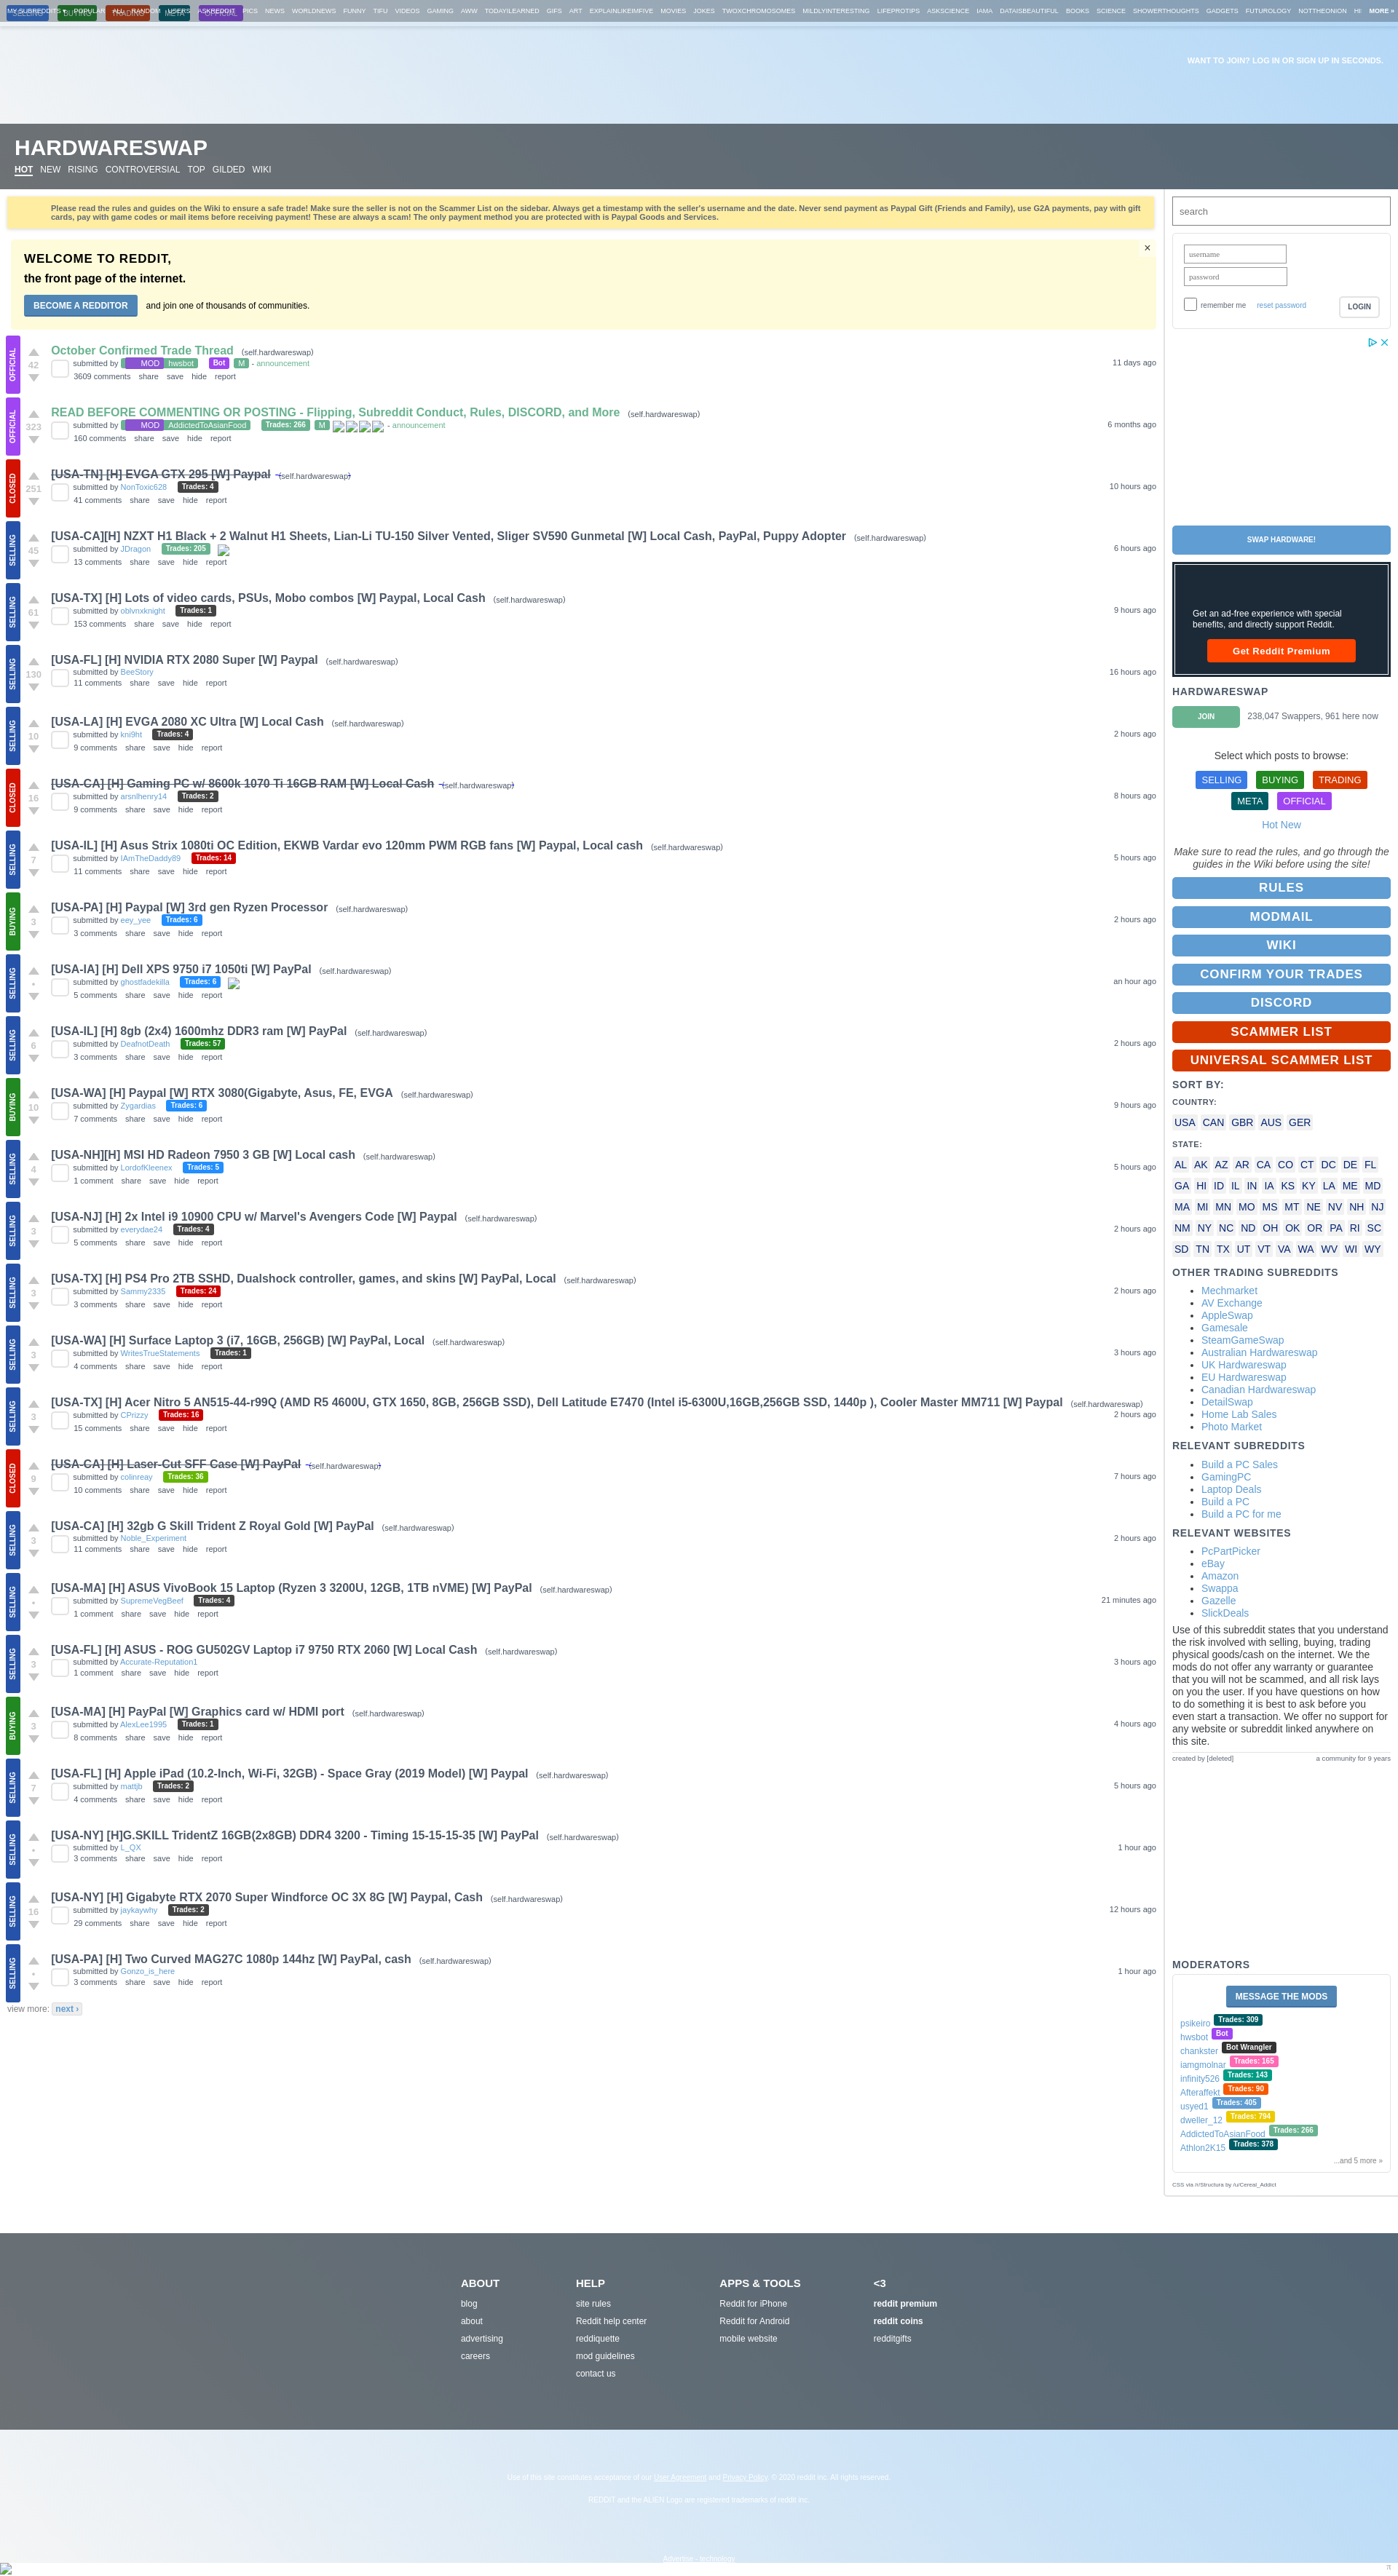 MY SUBREDDITS ▾ POPULAR ALL RANDOM USERS ASKREDDIT PICS NEWS WORLDNEWS FUNNY TIFU VIDEOS GAMING AWW TODAYILEARNED GIFS ART EXPLAINLIKEIMFIVE MOVIES JOKES TWOXCHROMOSOMES MILDLYINTERESTING LIFEPROTIPS ASKSCIENCE IAMA DATAISBEAUTIFUL BOOKS SCIENCE SHOWERTHOUGHTS GADGETS FUTUROLOGY NOTTHEONION HI MORE »
SELLING BUYING TRADING META OFFICIAL
WANT TO JOIN? LOG IN OR SIGN UP IN SECONDS.
HARDWARESWAP
HOT NEW RISING CONTROVERSIAL TOP GILDED WIKI
Please read the rules and guides on the Wiki to ensure a safe trade! Make sure the seller is not on the Scammer List on the sidebar. Always get a timestamp with the seller's username and the date. Never send payment as Paypal Gift (Friends and Family), use G2A payments, pay with gift
cards, pay with game codes or mail items before receiving payment! These are always a scam! The only payment method you are protected with is Paypal Goods and Services.
WELCOME TO REDDIT,
×
the front page of the internet.
BECOME A REDDITOR and join one of thousands of communities.
OFFICIAL
42
October Confirmed Trade Thread (self.hardwareswap)
submitted by MOD hwsbot Bot M - announcement
11 days ago
3609 comments share save hide report
OFFICIAL
323
READ BEFORE COMMENTING OR POSTING - Flipping, Subreddit Conduct, Rules, DISCORD, and More (self.hardwareswap)
submitted by MOD AddictedToAsianFood Trades: 266 M - announcement
6 months ago
160 comments share save hide report
CLOSED
251
[USA-TN] [H] EVGA GTX 295 [W] Paypal (self.hardwareswap)
submitted by NonToxic628 Trades: 4
10 hours ago
41 comments share save hide report
SELLING
45
[USA-CA][H] NZXT H1 Black + 2 Walnut H1 Sheets, Lian-Li TU-150 Silver Vented, Sliger SV590 Gunmetal [W] Local Cash, PayPal, Puppy Adopter (self.hardwareswap)
submitted by JDragon Trades: 205
6 hours ago
13 comments share save hide report
SELLING
61
[USA-TX] [H] Lots of video cards, PSUs, Mobo combos [W] Paypal, Local Cash (self.hardwareswap)
submitted by oblvnxknight Trades: 1
9 hours ago
153 comments share save hide report
SELLING
130
[USA-FL] [H] NVIDIA RTX 2080 Super [W] Paypal (self.hardwareswap)
submitted by BeeStory
16 hours ago
11 comments share save hide report
SELLING
10
[USA-LA] [H] EVGA 2080 XC Ultra [W] Local Cash (self.hardwareswap)
submitted by kni9ht Trades: 4
2 hours ago
9 comments share save hide report
CLOSED
16
[USA-CA] [H] Gaming PC w/ 8600k 1070 Ti 16GB RAM [W] Local Cash (self.hardwareswap)
submitted by arsnlhenry14 Trades: 2
8 hours ago
9 comments share save hide report
SELLING
7
[USA-IL] [H] Asus Strix 1080ti OC Edition, EKWB Vardar evo 120mm PWM RGB fans [W] Paypal, Local cash (self.hardwareswap)
submitted by IAmTheDaddy89 Trades: 14
5 hours ago
11 comments share save hide report
BUYING
3
[USA-PA] [H] Paypal [W] 3rd gen Ryzen Processor (self.hardwareswap)
submitted by eey_yee Trades: 6
2 hours ago
3 comments share save hide report
SELLING
•
[USA-IA] [H] Dell XPS 9750 i7 1050ti [W] PayPal (self.hardwareswap)
submitted by ghostfadekilla Trades: 6
an hour ago
5 comments share save hide report
SELLING
6
[USA-IL] [H] 8gb (2x4) 1600mhz DDR3 ram [W] PayPal (self.hardwareswap)
submitted by DeafnotDeath Trades: 57
2 hours ago
3 comments share save hide report
BUYING
10
[USA-WA] [H] Paypal [W] RTX 3080(Gigabyte, Asus, FE, EVGA (self.hardwareswap)
submitted by Zygardias Trades: 6
9 hours ago
7 comments share save hide report
SELLING
4
[USA-NH][H] MSI HD Radeon 7950 3 GB [W] Local cash (self.hardwareswap)
submitted by LordofKleenex Trades: 5
5 hours ago
1 comment share save hide report
SELLING
3
[USA-NJ] [H] 2x Intel i9 10900 CPU w/ Marvel's Avengers Code [W] Paypal (self.hardwareswap)
submitted by everydae24 Trades: 4
2 hours ago
5 comments share save hide report
SELLING
3
[USA-TX] [H] PS4 Pro 2TB SSHD, Dualshock controller, games, and skins [W] PayPal, Local (self.hardwareswap)
submitted by Sammy2335 Trades: 24
2 hours ago
3 comments share save hide report
SELLING
3
[USA-WA] [H] Surface Laptop 3 (i7, 16GB, 256GB) [W] PayPal, Local (self.hardwareswap)
submitted by WritesTrueStatements Trades: 1
3 hours ago
4 comments share save hide report
SELLING
3
[USA-TX] [H] Acer Nitro 5 AN515-44-r99Q (AMD R5 4600U, GTX 1650, 8GB, 256GB SSD), Dell Latitude E7470 (Intel i5-6300U,16GB,256GB SSD, 1440p ), Cooler Master MM711 [W] Paypal (self.hardwareswap)
submitted by CPrizzy Trades: 16
2 hours ago
15 comments share save hide report
CLOSED
9
[USA-CA] [H] Laser-Cut SFF Case [W] PayPal (self.hardwareswap)
submitted by colinreay Trades: 36
7 hours ago
10 comments share save hide report
SELLING
3
[USA-CA] [H] 32gb G Skill Trident Z Royal Gold [W] PayPal (self.hardwareswap)
submitted by Noble_Experiment
2 hours ago
11 comments share save hide report
SELLING
•
[USA-MA] [H] ASUS VivoBook 15 Laptop (Ryzen 3 3200U, 12GB, 1TB nVME) [W] PayPal (self.hardwareswap)
submitted by SupremeVegBeef Trades: 4
21 minutes ago
1 comment share save hide report
SELLING
3
[USA-FL] [H] ASUS - ROG GU502GV Laptop i7 9750 RTX 2060 [W] Local Cash (self.hardwareswap)
submitted by Accurate-Reputation1
3 hours ago
1 comment share save hide report
BUYING
3
[USA-MA] [H] PayPal [W] Graphics card w/ HDMI port (self.hardwareswap)
submitted by AlexLee1995 Trades: 1
4 hours ago
8 comments share save hide report
SELLING
7
[USA-FL] [H] Apple iPad (10.2-Inch, Wi-Fi, 32GB) - Space Gray (2019 Model) [W] Paypal (self.hardwareswap)
submitted by mattjb Trades: 2
5 hours ago
4 comments share save hide report
SELLING
•
[USA-NY] [H]G.SKILL TridentZ 16GB(2x8GB) DDR4 3200 - Timing 15-15-15-35 [W] PayPal (self.hardwareswap)
submitted by L_QX
1 hour ago
3 comments share save hide report
SELLING
16
[USA-NY] [H] Gigabyte RTX 2070 Super Windforce OC 3X 8G [W] Paypal, Cash (self.hardwareswap)
submitted by jaykaywhy Trades: 2
12 hours ago
29 comments share save hide report
SELLING
•
[USA-PA] [H] Two Curved MAG27C 1080p 144hz [W] PayPal, cash (self.hardwareswap)
submitted by Gonzo_is_here
1 hour ago
3 comments share save hide report
view more: next ›
search
username
password
remember me reset password LOGIN
SWAP HARDWARE!
Get an ad-free experience with special
benefits, and directly support Reddit.
Get Reddit Premium
HARDWARESWAP
JOIN 238,047 Swappers, 961 here now
Select which posts to browse:
SELLING BUYING TRADING
META OFFICIAL
Hot New
Make sure to read the rules, and go through the
guides in the Wiki before using the site!
RULES
MODMAIL
WIKI
CONFIRM YOUR TRADES
DISCORD
SCAMMER LIST
UNIVERSAL SCAMMER LIST
SORT BY:
COUNTRY:
USA CAN GBR AUS GER
STATE:
AL AK AZ AR CA CO CT DC DE FL
GA HI ID IL IN IA KS KY LA ME MD
MA MI MN MO MS MT NE NV NH NJ
NM NY NC ND OH OK OR PA RI SC
SD TN TX UT VT VA WA WV WI WY
OTHER TRADING SUBREDDITS
• Mechmarket
• AV Exchange
• AppleSwap
• Gamesale
• SteamGameSwap
• Australian Hardwareswap
• UK Hardwareswap
• EU Hardwareswap
• Canadian Hardwareswap
• DetailSwap
• Home Lab Sales
• Photo Market
RELEVANT SUBREDDITS
• Build a PC Sales
• GamingPC
• Laptop Deals
• Build a PC
• Build a PC for me
RELEVANT WEBSITES
• PcPartPicker
• eBay
• Amazon
• Swappa
• Gazelle
• SlickDeals
Use of this subreddit states that you understand
the risk involved with selling, buying, trading
physical goods/cash on the internet. We the
mods do not offer any warranty or guarantee
that you will not be scammed, and all risk lays
on you the user. If you have questions on how
to do something it is best to ask before you
even start a transaction. We offer no support for
any website or subreddit linked anywhere on
this site.
created by [deleted] a community for 9 years
MODERATORS
MESSAGE THE MODS
psikeiro Trades: 309
hwsbot Bot
chankster Bot Wrangler
iamgmolnar Trades: 165
infinity526 Trades: 143
Afteraffekt Trades: 90
usyed1 Trades: 405
dweller_12 Trades: 794
AddictedToAsianFood Trades: 266
Athlon2K15 Trades: 378
...and 5 more »
CSS via /r/Structura by /u/Cereal_Addict
ABOUT
blog
about
advertising
careers
HELP
site rules
Reddit help center
reddiquette
mod guidelines
contact us
APPS & TOOLS
Reddit for iPhone
Reddit for Android
mobile website
<3
reddit premium
reddit coins
redditgifts
Use of this site constitutes acceptance of our User Agreement and Privacy Policy. © 2020 reddit inc. All rights reserved.
REDDIT and the ALIEN Logo are registered trademarks of reddit inc.
Advertise - technology
π